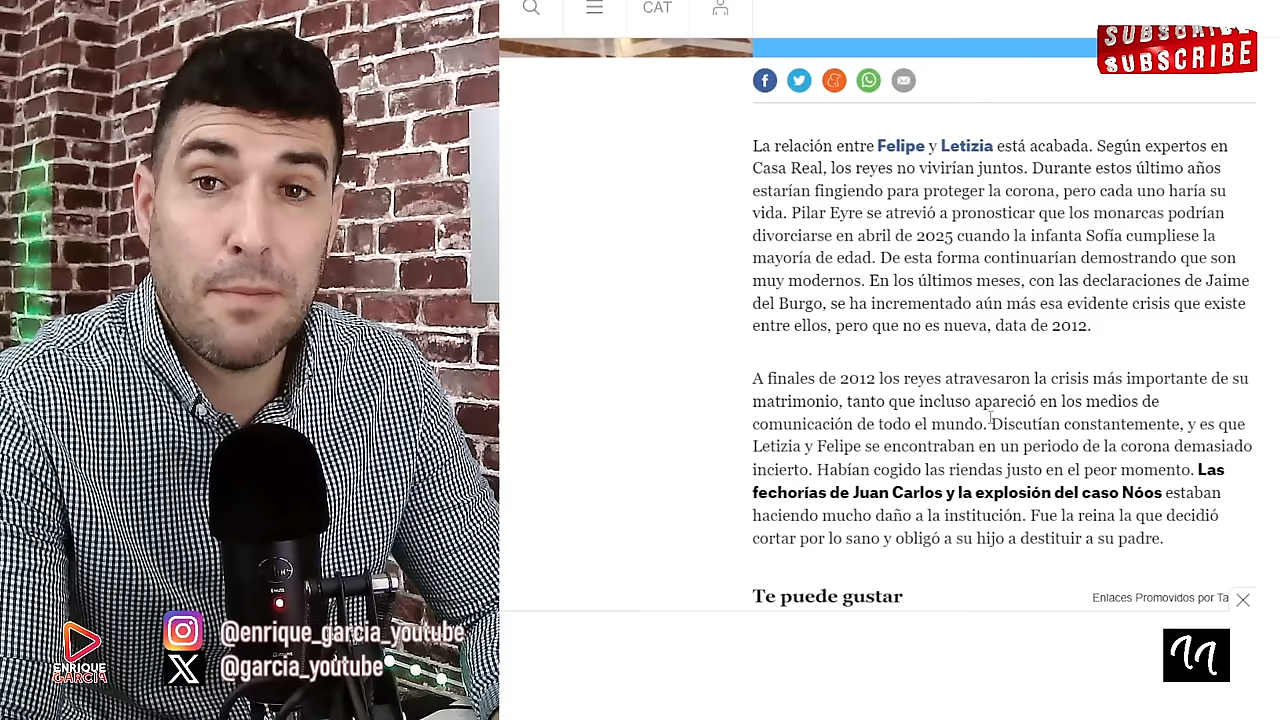 CAT
SUBSCRIBE
SUBSCRIBE
La relación entre Felipe y Letizia está acabada. Según expertos en
Casa Real, los reyes no vivirían juntos. Durante estos último años
estarían fingiendo para proteger la corona, pero cada uno haría su
vida. Pilar Eyre se atrevió a pronosticar que los monarcas podrían
divorciarse en abril de 2025 cuando la infanta Sofía cumpliese la
mayoría de edad. De esta forma continuarían demostrando que son
muy modernos. En los últimos meses, con las declaraciones de Jaime
del Burgo, se ha incrementado aún más esa evidente crisis que existe
entre ellos, pero que no es nueva, data de 2012.
A finales de 2012 los reyes atravesaron la crisis más importante de su
matrimonio, tanto que incluso apareció en los medios de
comunicación de todo el mundo. Discutían constantemente, y es que
Letizia y Felipe se encontraban en un periodo de la corona demasiado
incierto. Habían cogido las riendas justo en el peor momento. Las
fechorías de Juan Carlos y la explosión del caso Nóos estaban
haciendo mucho daño a la institución. Fue la reina la que decidió
cortar por lo sano y obligó a su hijo a destituir a su padre.
Te puede gustar
Enlaces Promovidos por Ta
@enrique_garcia_youtube
@garcia_youtube
ENRIQUE
GARCIA